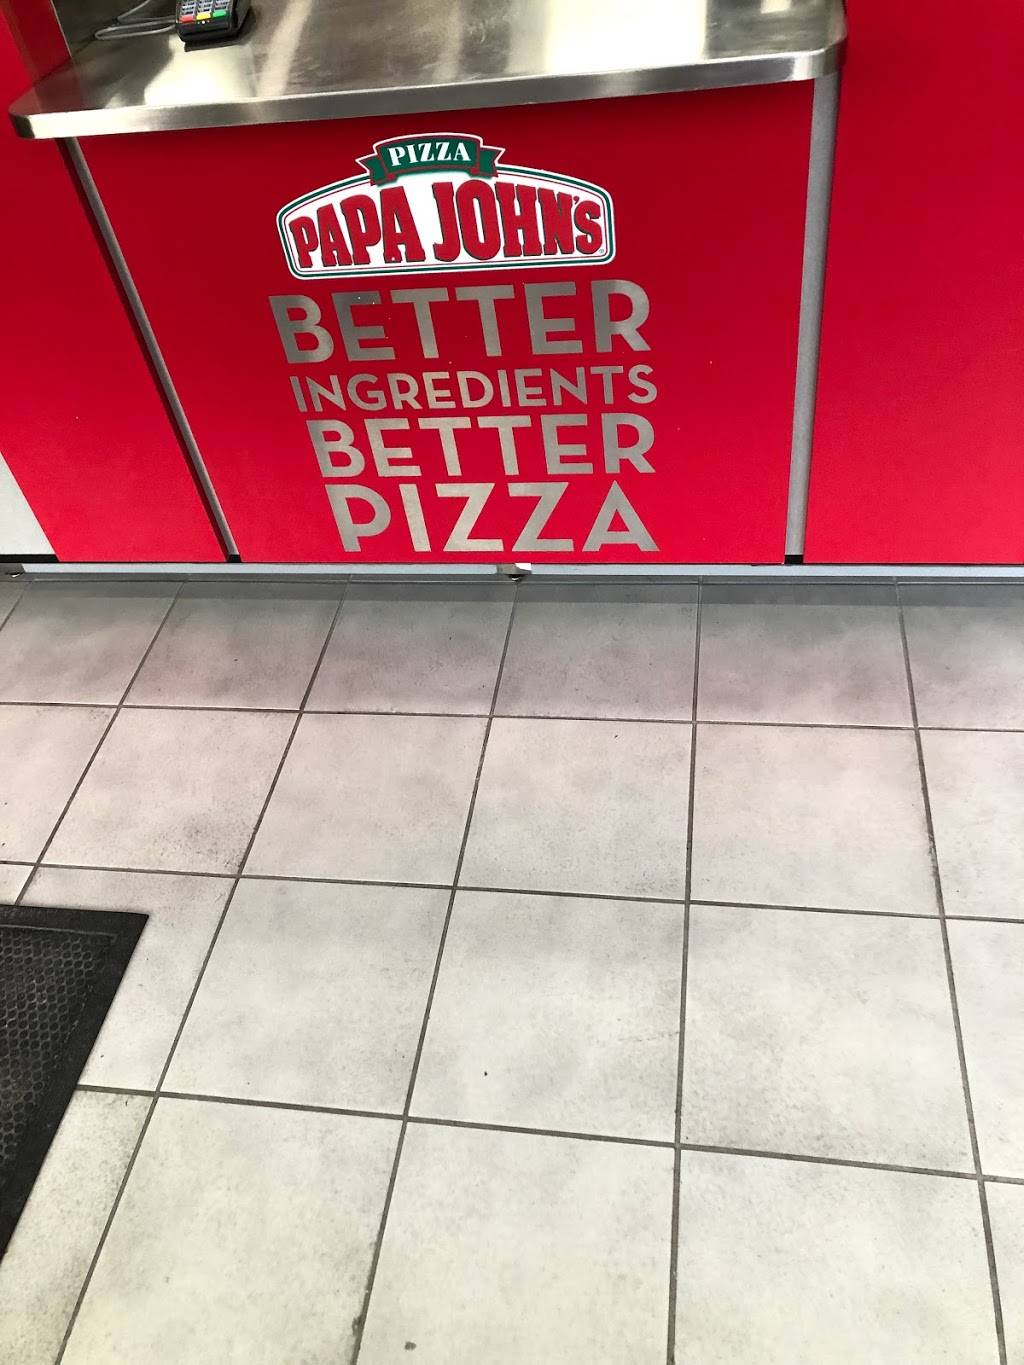 PIZZA
PAPA JOHN'S
BETTER
INGREDIENTS
BETTER
PIZZA